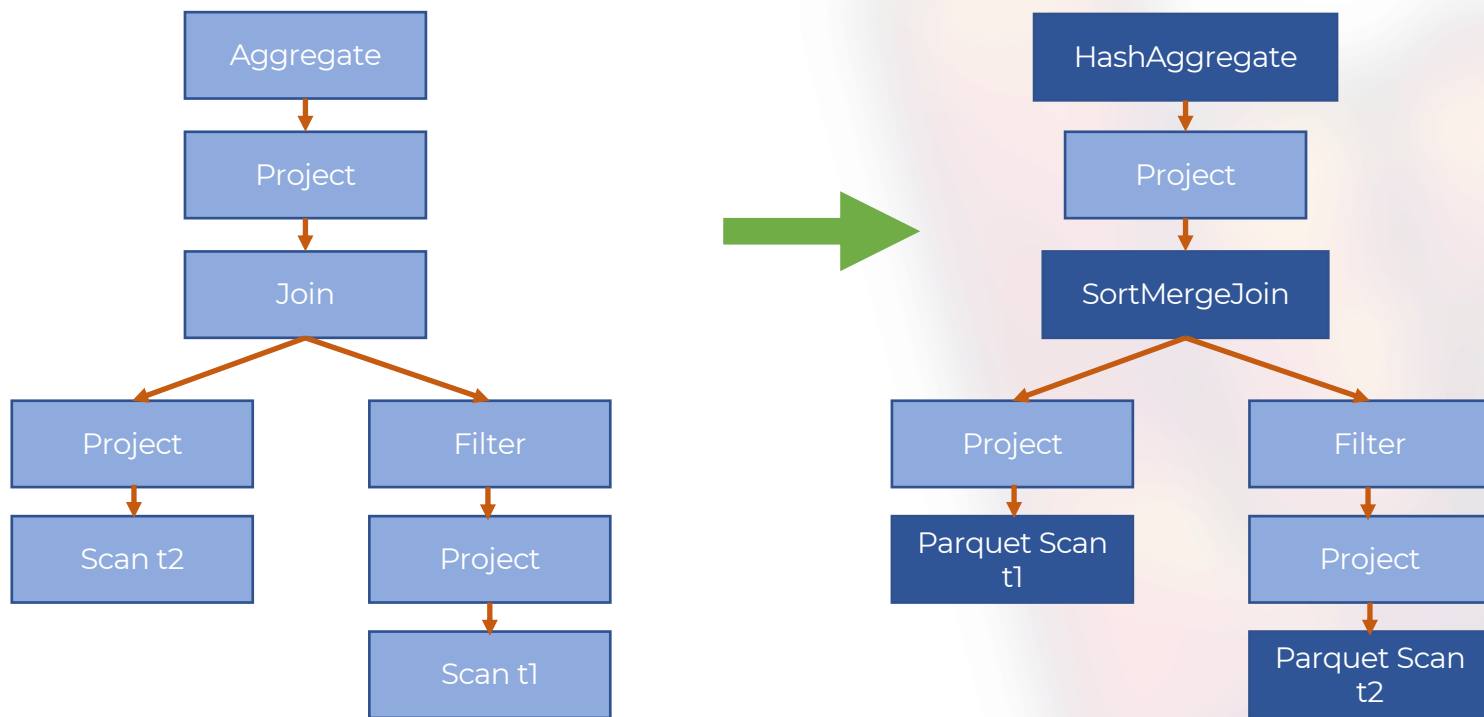 Aggregate
Project
Join
Project
Filter
Scan t2
Project
Scan t1
HashAggregate
Project
SortMergeJoin
Project
Filter
Parquet Scan
t1
Project
Parquet Scan
t2